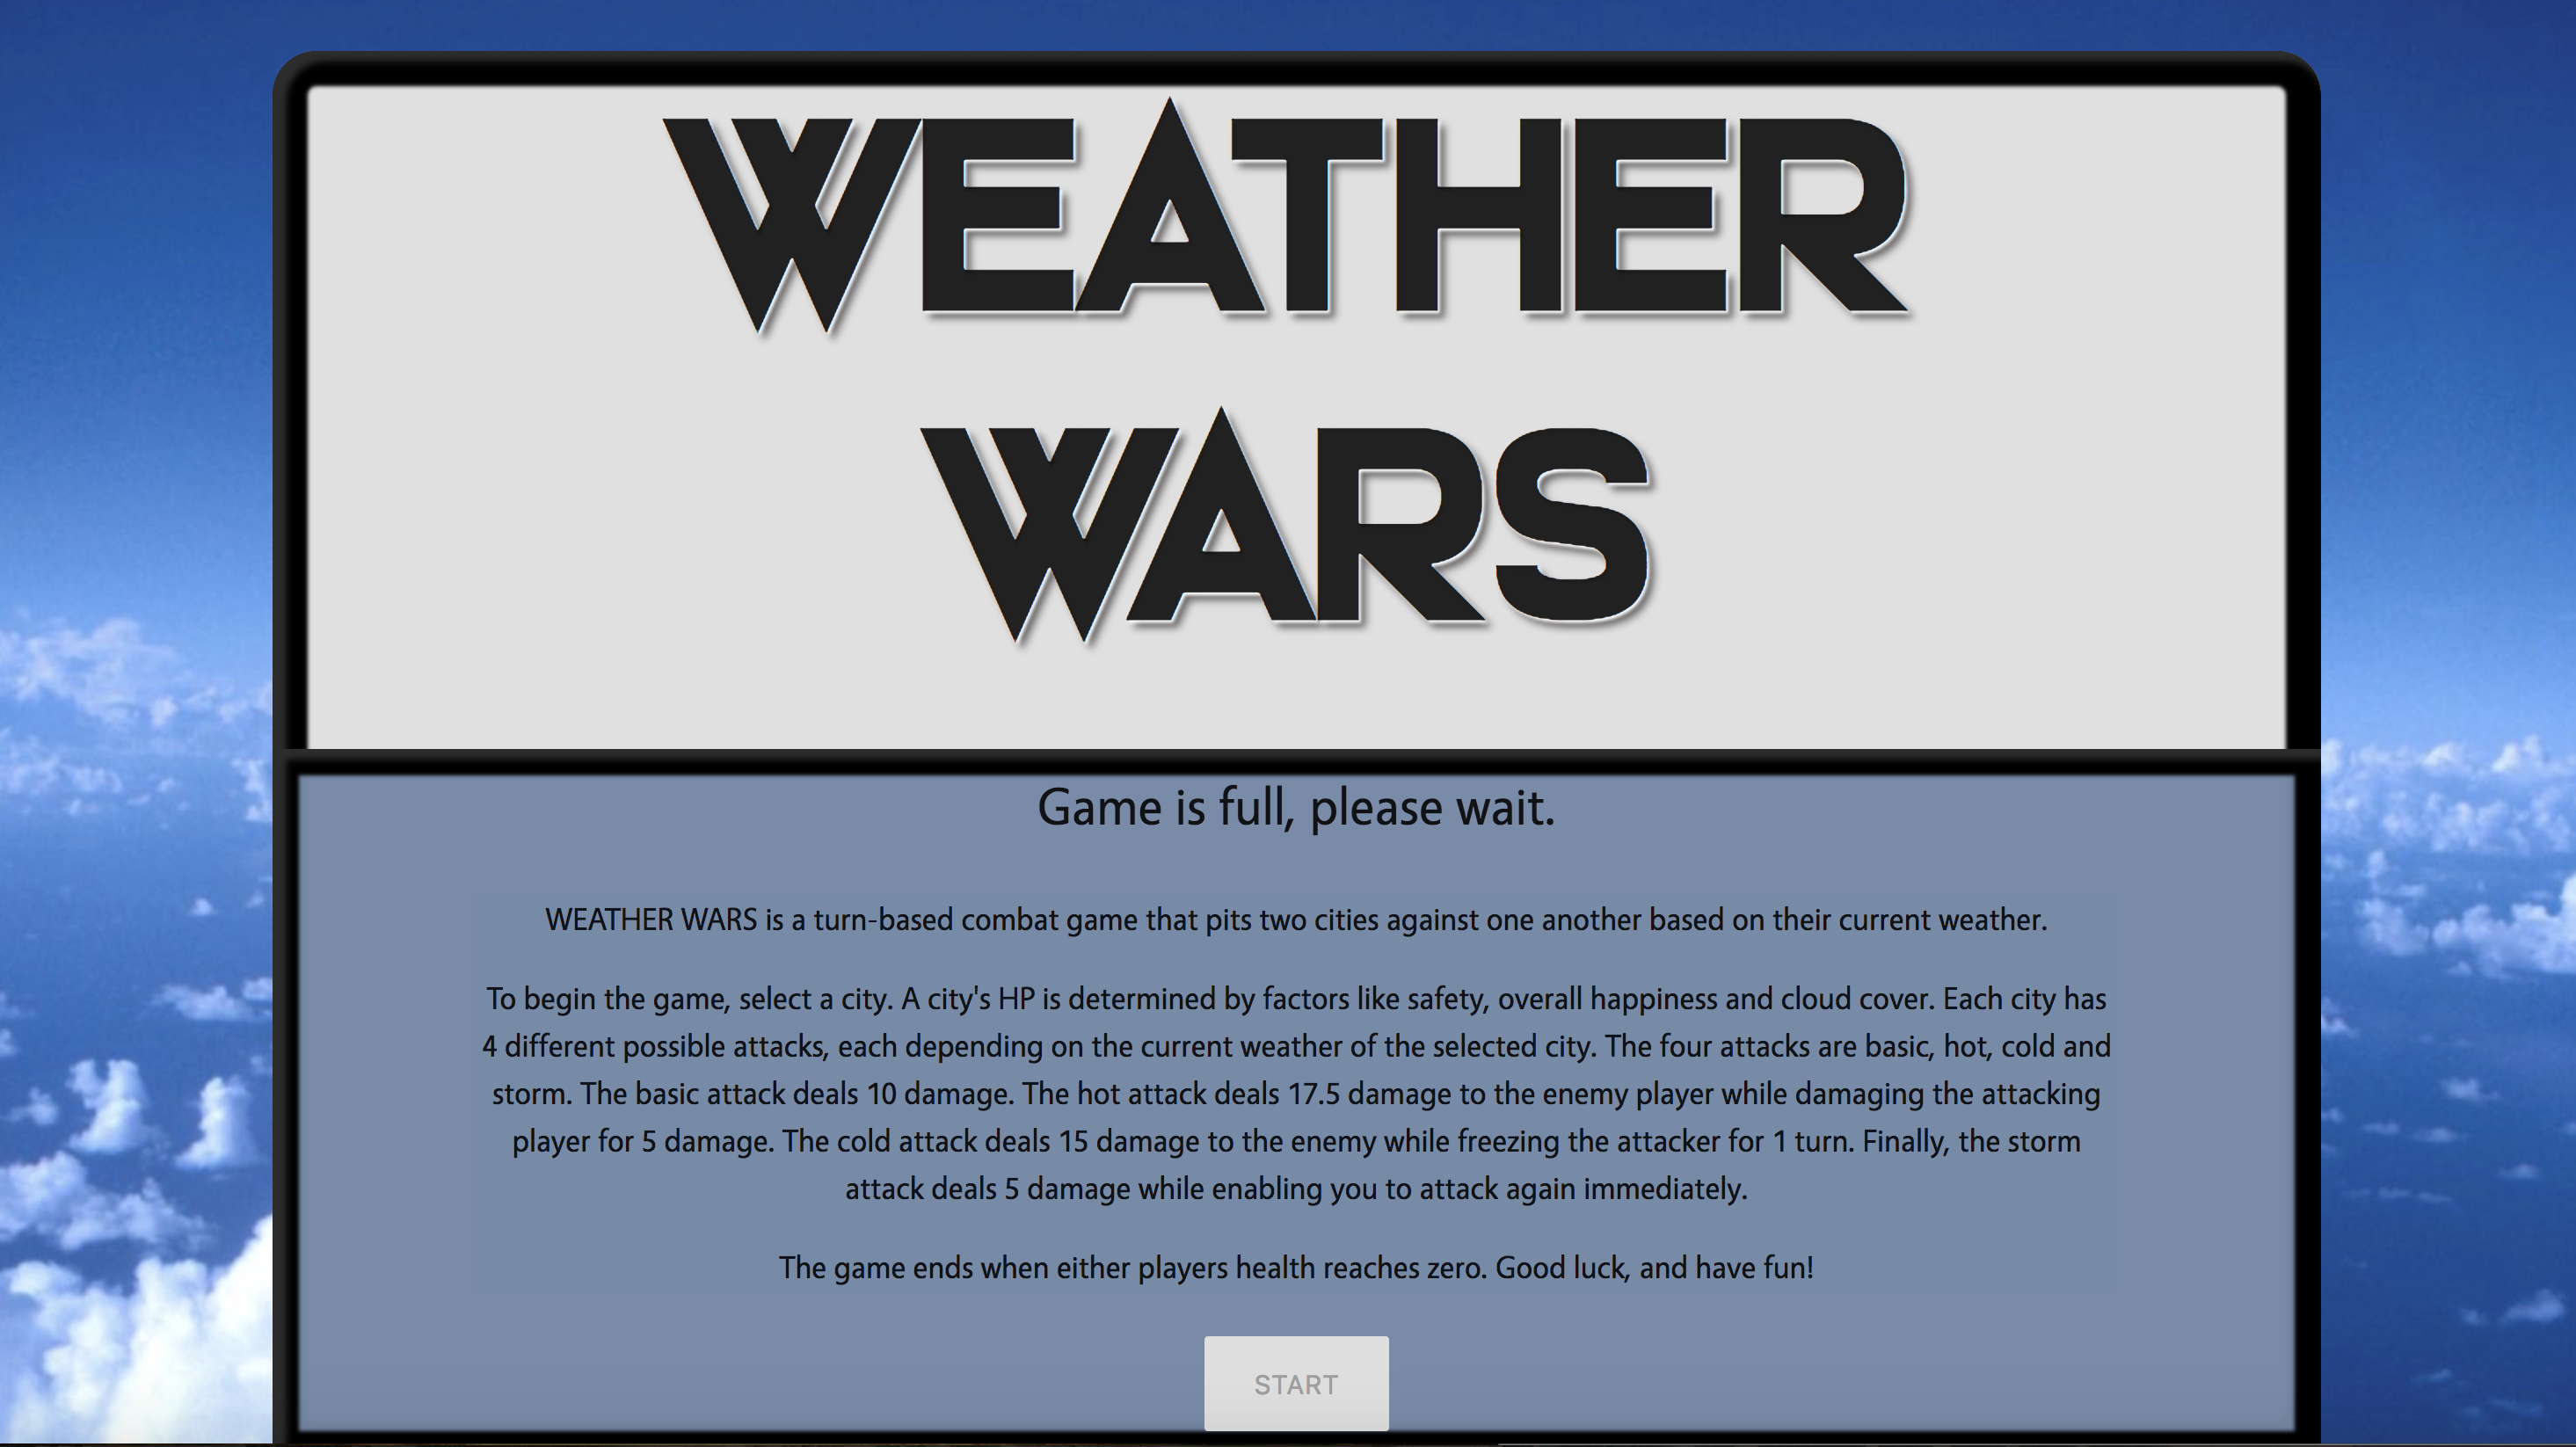 WEATHER
WARS
Game is full, please wait.
WEATHER WARS is a turn-based combat game that pits two cities against one another based on their current weather.
To begin the game, select a city. A city's HP is determined by factors like safety, overall happiness and cloud cover. Each city has
4 different possible attacks, each depending on the current weather of the selected city. The four attacks are basic, hot, cold and
storm. The basic attack deals 10 damage. The hot attack deals 17.5 damage to the enemy player while damaging the attacking
player for 5 damage. The cold attack deals 15 damage to the enemy while freezing the attacker for 1 turn. Finally, the storm
attack deals 5 damage while enabling you to attack again immediately.
The game ends when either players health reaches zero. Good luck, and have fun!
START